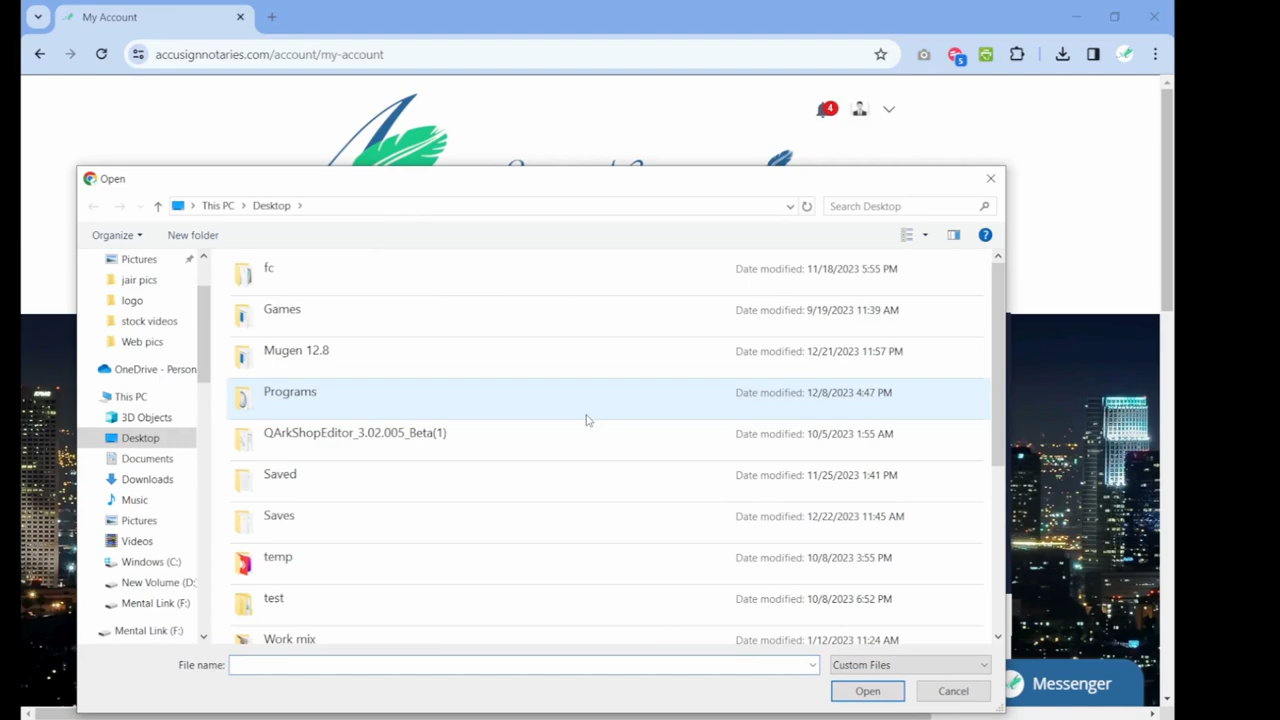 My Account
accusignnotaries.com/account/my-account
5
4
Open
This PC > Desktop >
Search Desktop
Organize
New folder
Pictures
jair pics
logo
stock videos
Web pics
OneDrive - Person
This PC
3D Objects
Desktop
Documents
Downloads
Music
Pictures
Videos
Windows (C:)
New Volume (D:
Mental Link (F:)
Mental Link (F:)
fc Date modified: 11/18/2023 5:55 PM
Games Date modified: 9/19/2023 11:39 AM
Mugen 12.8 Date modified: 12/21/2023 11:57 PM
Programs Date modified: 12/8/2023 4:47 PM
QArkShopEditor_3.02.005_Beta(1) Date modified: 10/5/2023 1:55 AM
Saved Date modified: 11/25/2023 1:41 PM
Saves Date modified: 12/22/2023 11:45 AM
temp Date modified: 10/8/2023 3:55 PM
test Date modified: 10/8/2023 6:52 PM
Work mix Date modified: 1/12/2023 11:24 AM
File name:
Custom Files
Open
Cancel
Messenger